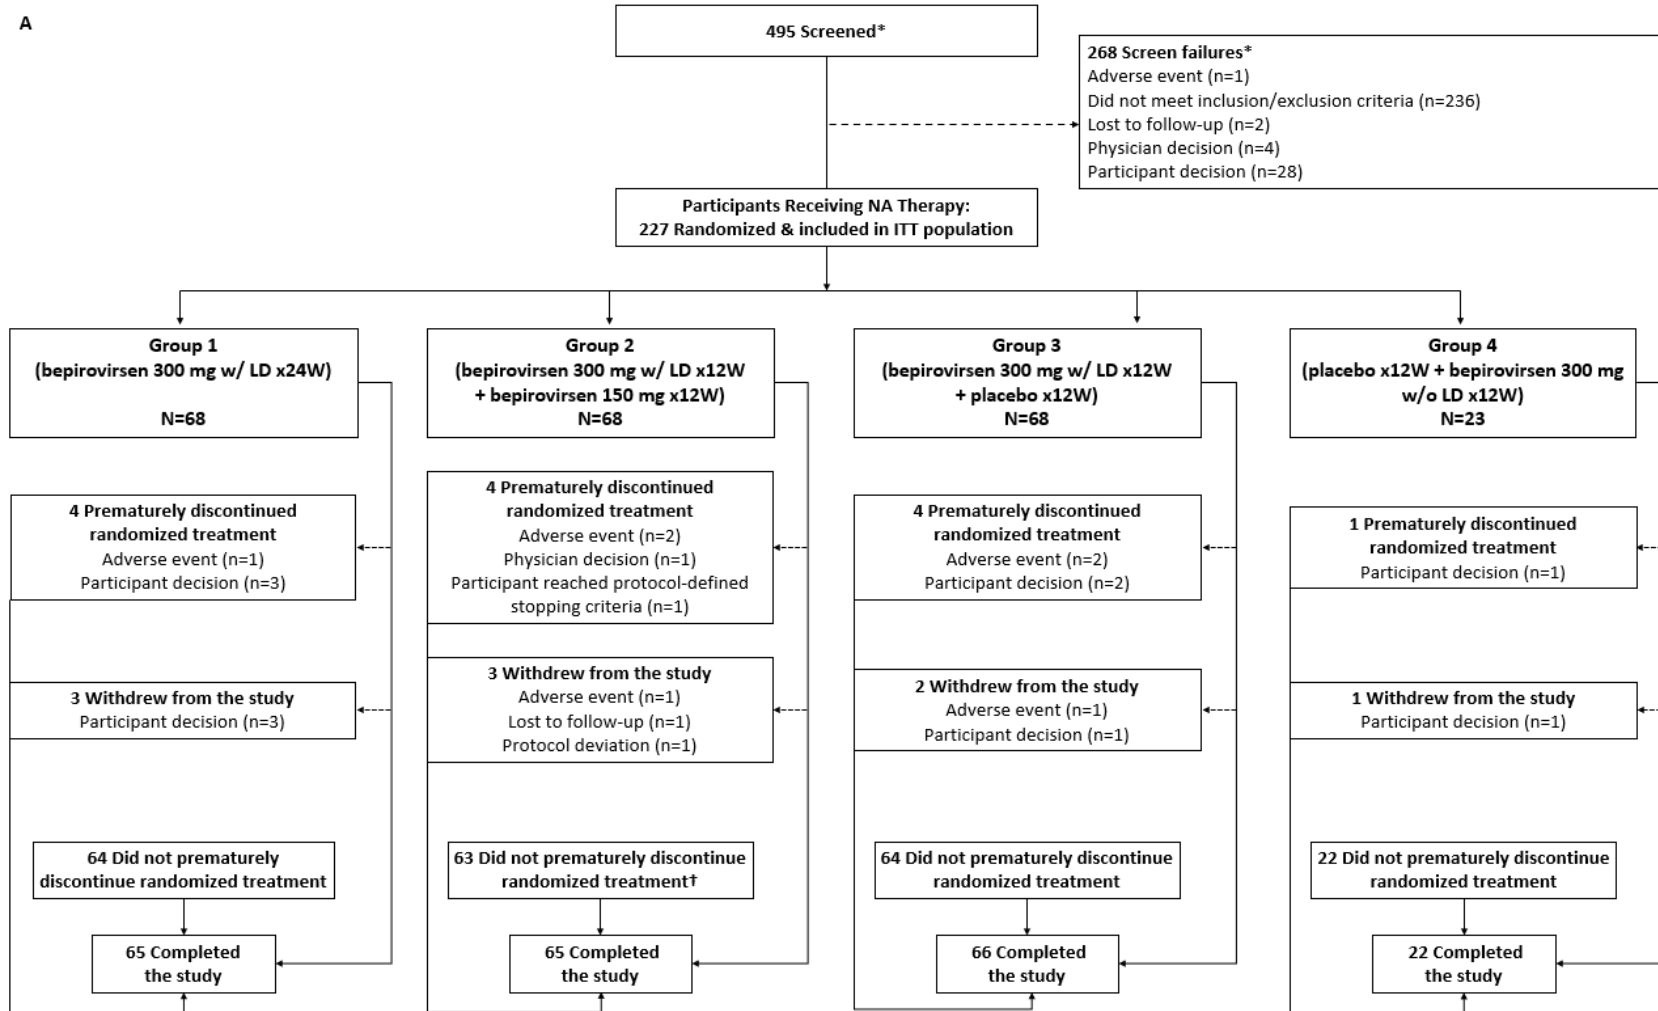 A
495 Screened*
268 Screen failures*
Adverse event (n=1)
Did not meet inclusion/exclusion criteria (n=236)
Lost to follow-up (n=2)
Physician decision (n=4)
Participant decision (n=28)
Participants Receiving NA Therapy:
227 Randomized & included in ITT population
Group 1
(bepirovirsen 300 mg w/ LD x24W)
N=68
Group 2
(bepirovirsen 300 mg w/ LD x12W
+ bepirovirsen 150 mg x12W)
N=68
Group 3
(bepirovirsen 300 mg w/ LD x12W
+ placebo x12W)
N=68
Group 4
(placebo x12W + bepirovirsen 300 mg
w/o LD x12W)
N=23
4 Prematurely discontinued
randomized treatment
Adverse event (n=1)
Participant decision (n=3)
4 Prematurely discontinued
randomized treatment
Adverse event (n=2)
Physician decision (n=1)
Participant reached protocol-defined
stopping criteria (n=1)
4 Prematurely discontinued
randomized treatment
Adverse event (n=2)
Participant decision (n=2)
1 Prematurely discontinued
randomized treatment
Participant decision (n=1)
3 Withdrew from the study
Participant decision (n=3)
3 Withdrew from the study
Adverse event (n=1)
Lost to follow-up (n=1)
Protocol deviation (n=1)
2 Withdrew from the study
Adverse event (n=1)
Participant decision (n=1)
1 Withdrew from the study
Participant decision (n=1)
64 Did not prematurely
discontinue randomized treatment
63 Did not prematurely discontinue
randomized treatment†
64 Did not prematurely discontinue
randomized treatment
22 Did not prematurely discontinue
randomized treatment
65 Completed
the study
65 Completed
the study
66 Completed
the study
22 Completed
the study